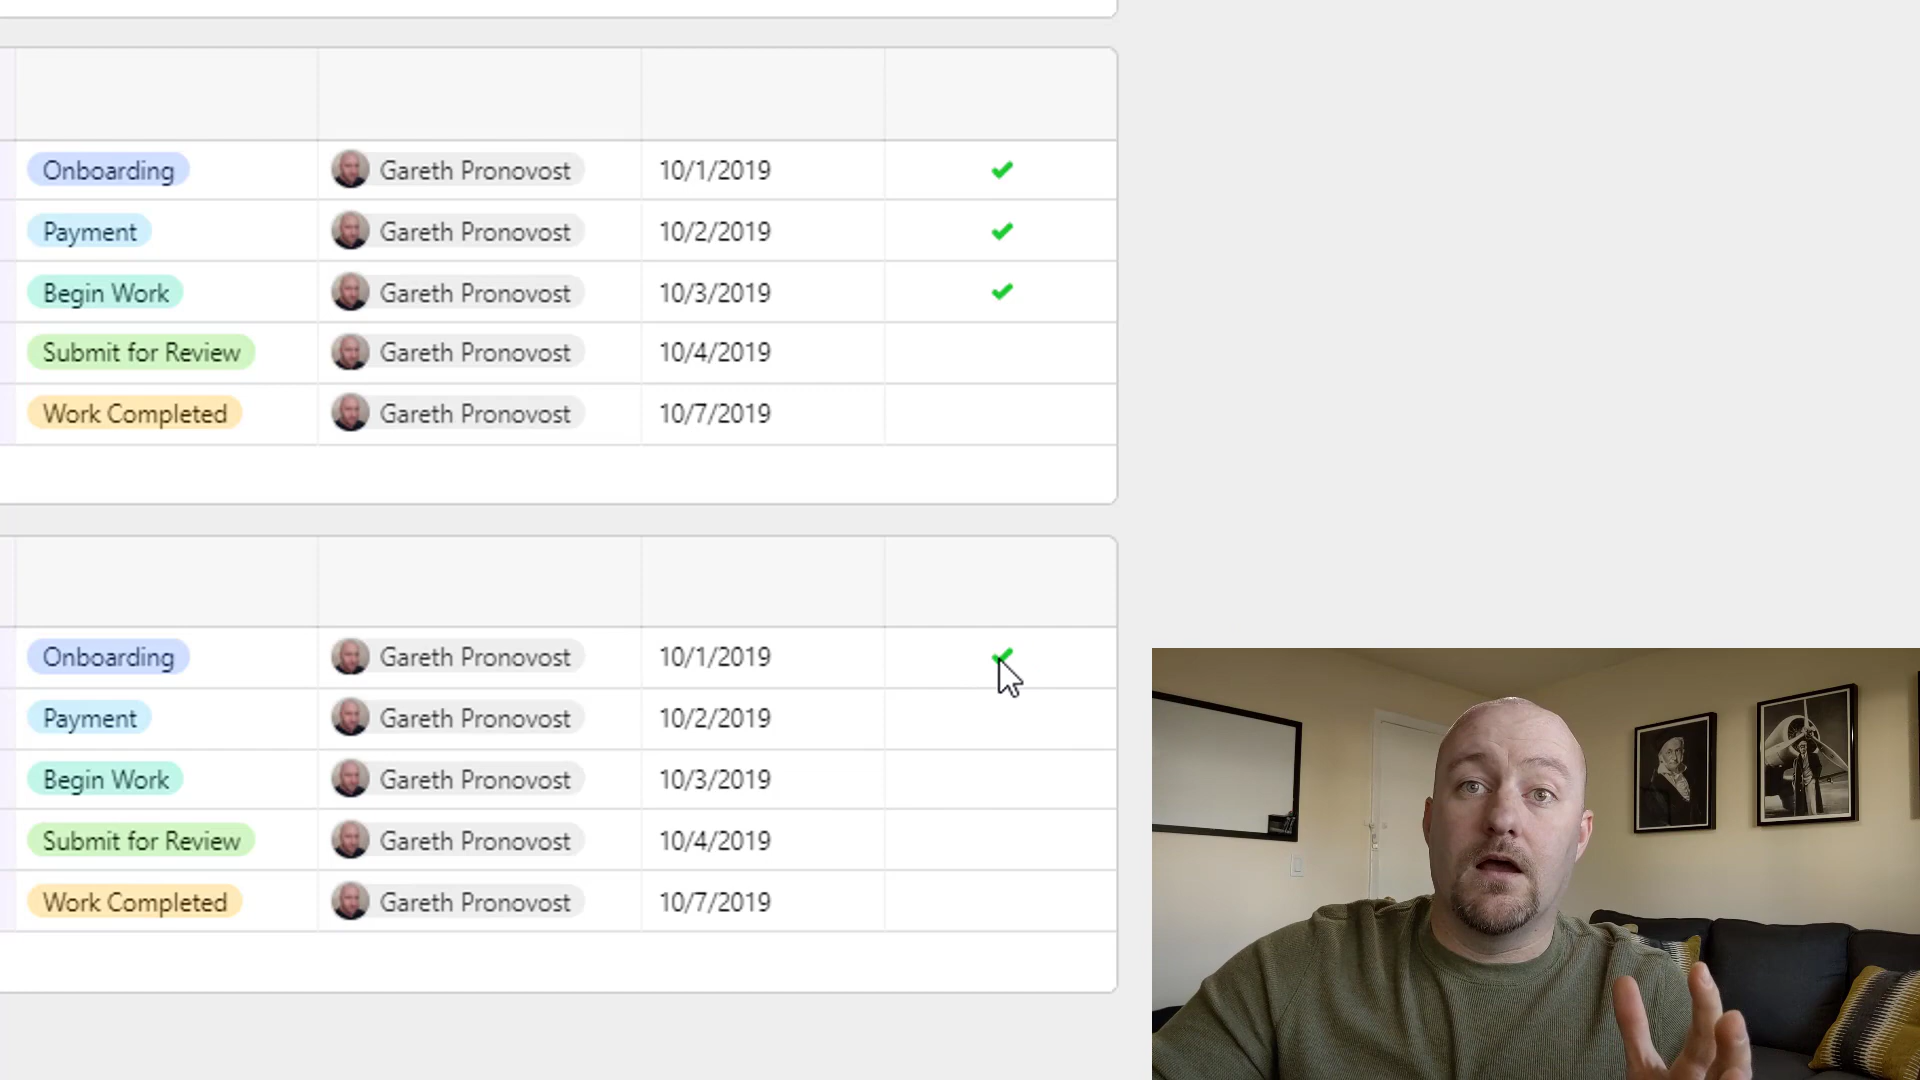 Onboarding Gareth Pronovost 10/1/2019
Payment Gareth Pronovost 10/2/2019
Begin Work Gareth Pronovost 10/3/2019
Submit for Review Gareth Pronovost 10/4/2019
Work Completed Gareth Pronovost 10/7/2019
Onboarding Gareth Pronovost 10/1/2019
Payment Gareth Pronovost 10/2/2019
Begin Work Gareth Pronovost 10/3/2019
Submit for Review Gareth Pronovost 10/4/2019
Work Completed Gareth Pronovost 10/7/2019